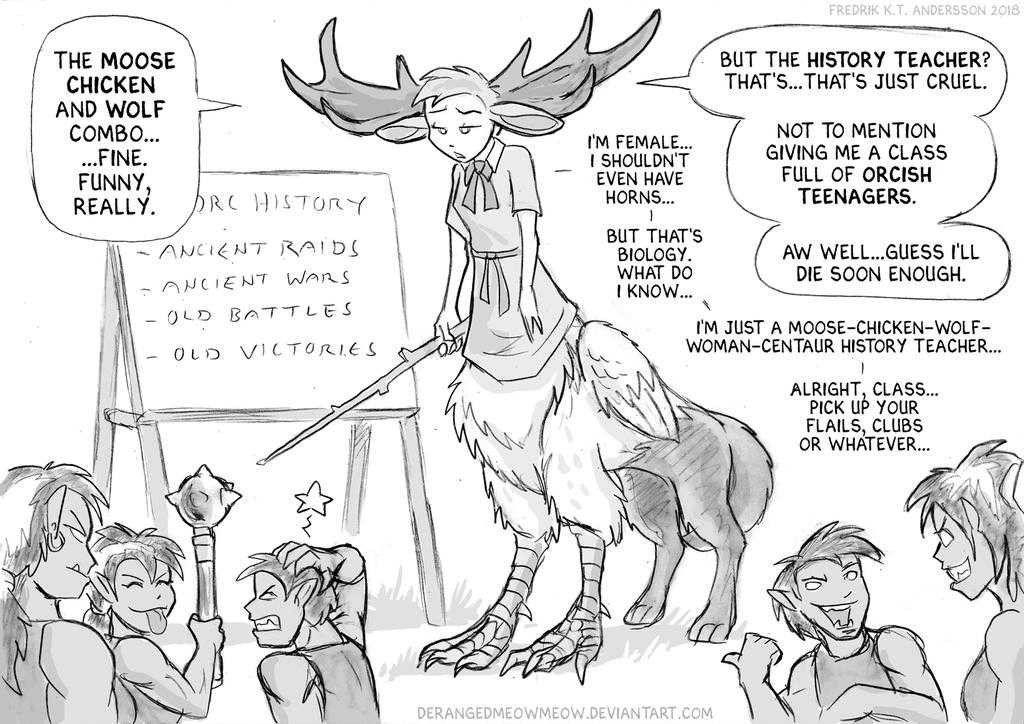 FREDRIK K.T. ANDERSSON 2018
THE MOOSE
CHICKEN
AND WOLF
COMBO...
...FINE.
FUNNY,
REALLY.
BUT THE HISTORY TEACHER?
THAT'S...THAT'S JUST CRUEL.
NOT TO MENTION
GIVING ME A CLASS
FULL OF ORCISH
TEENAGERS.
AW WELL...GUESS I'LL
DIE SOON ENOUGH.
I'M FEMALE...
I SHOULDN'T
EVEN HAVE
HORNS...
BUT THAT'S
BIOLOGY.
WHAT DO
I KNOW...
I'M JUST A MOOSE-CHICKEN-WOLF-
WOMAN-CENTAUR HISTORY TEACHER...
ALRIGHT, CLASS...
PICK UP YOUR
FLAILS, CLUBS
OR WHATEVER...
ORC HISTORY
- ANCIENT RAIDS
- ANCIENT WARS
- OLD BATTLES
- OLD VICTORIES
DERANGEDMEOWMEOW.DEVIANTART.COM